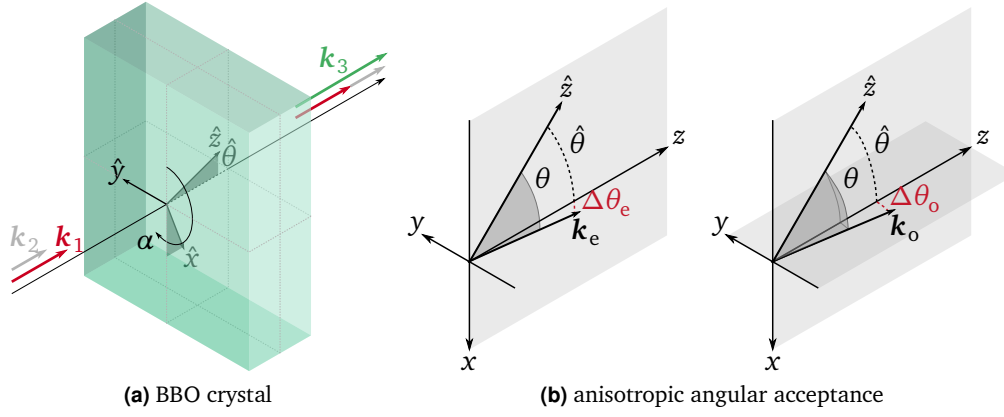 k₃
ẑ
θ̂
ŷ
k₂
k₁
α
x̂
(a) BBO crystal
ẑ
θ̂
z
θ
Δθₑ
kₑ
y
x
ẑ
θ̂
z
θ
Δθₒ
kₒ
y
x
(b) anisotropic angular acceptance